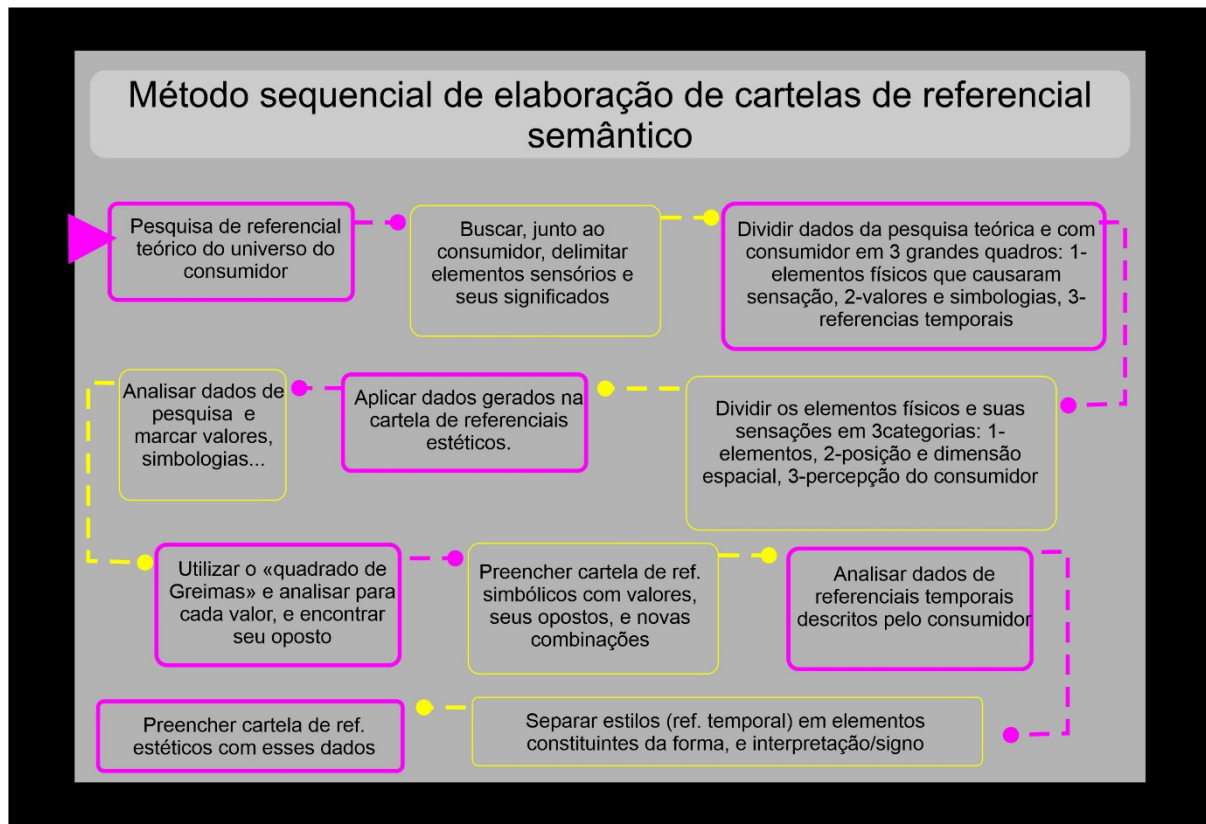 Método sequencial de elaboração de cartelas de referencial
semântico
Pesquisa de referencial
teórico do universo do
consumidor
Buscar, junto ao
consumidor, delimitar
elementos sensórios e
seus significados
Dividir dados da pesquisa teórica e com
consumidor em 3 grandes quadros: 1-
elementos físicos que causaram
sensação, 2-valores e simbologias, 3-
referencias temporais
Dividir os elementos físicos e suas
sensações em 3categorias: 1-
elementos, 2-posição e dimensão
espacial, 3-percepção do consumidor
Aplicar dados gerados na
cartela de referenciais
estéticos.
Analisar dados de
pesquisa e
marcar valores,
simbologias...
Utilizar o «quadrado de
Greimas» e analisar para
cada valor, e encontrar
seu oposto
Preencher cartela de ref.
simbólicos com valores,
seus opostos, e novas
combinações
Analisar dados de
referenciais temporais
descritos pelo consumidor
Separar estilos (ref. temporal) em elementos
constituintes da forma, e interpretação/signo
Preencher cartela de ref.
estéticos com esses dados